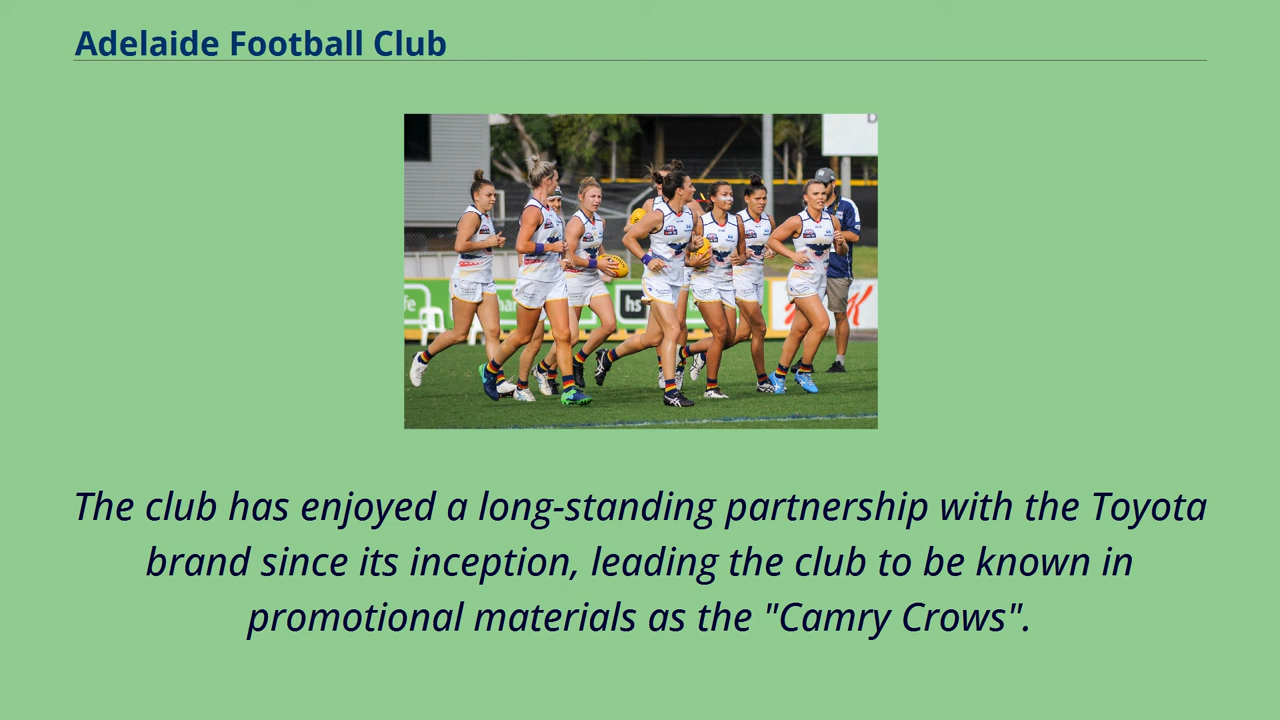 Adelaide Football Club
hs
The club has enjoyed a long-standing partnership with the Toyota
brand since its inception, leading the club to be known in
promotional materials as the "Camry Crows".